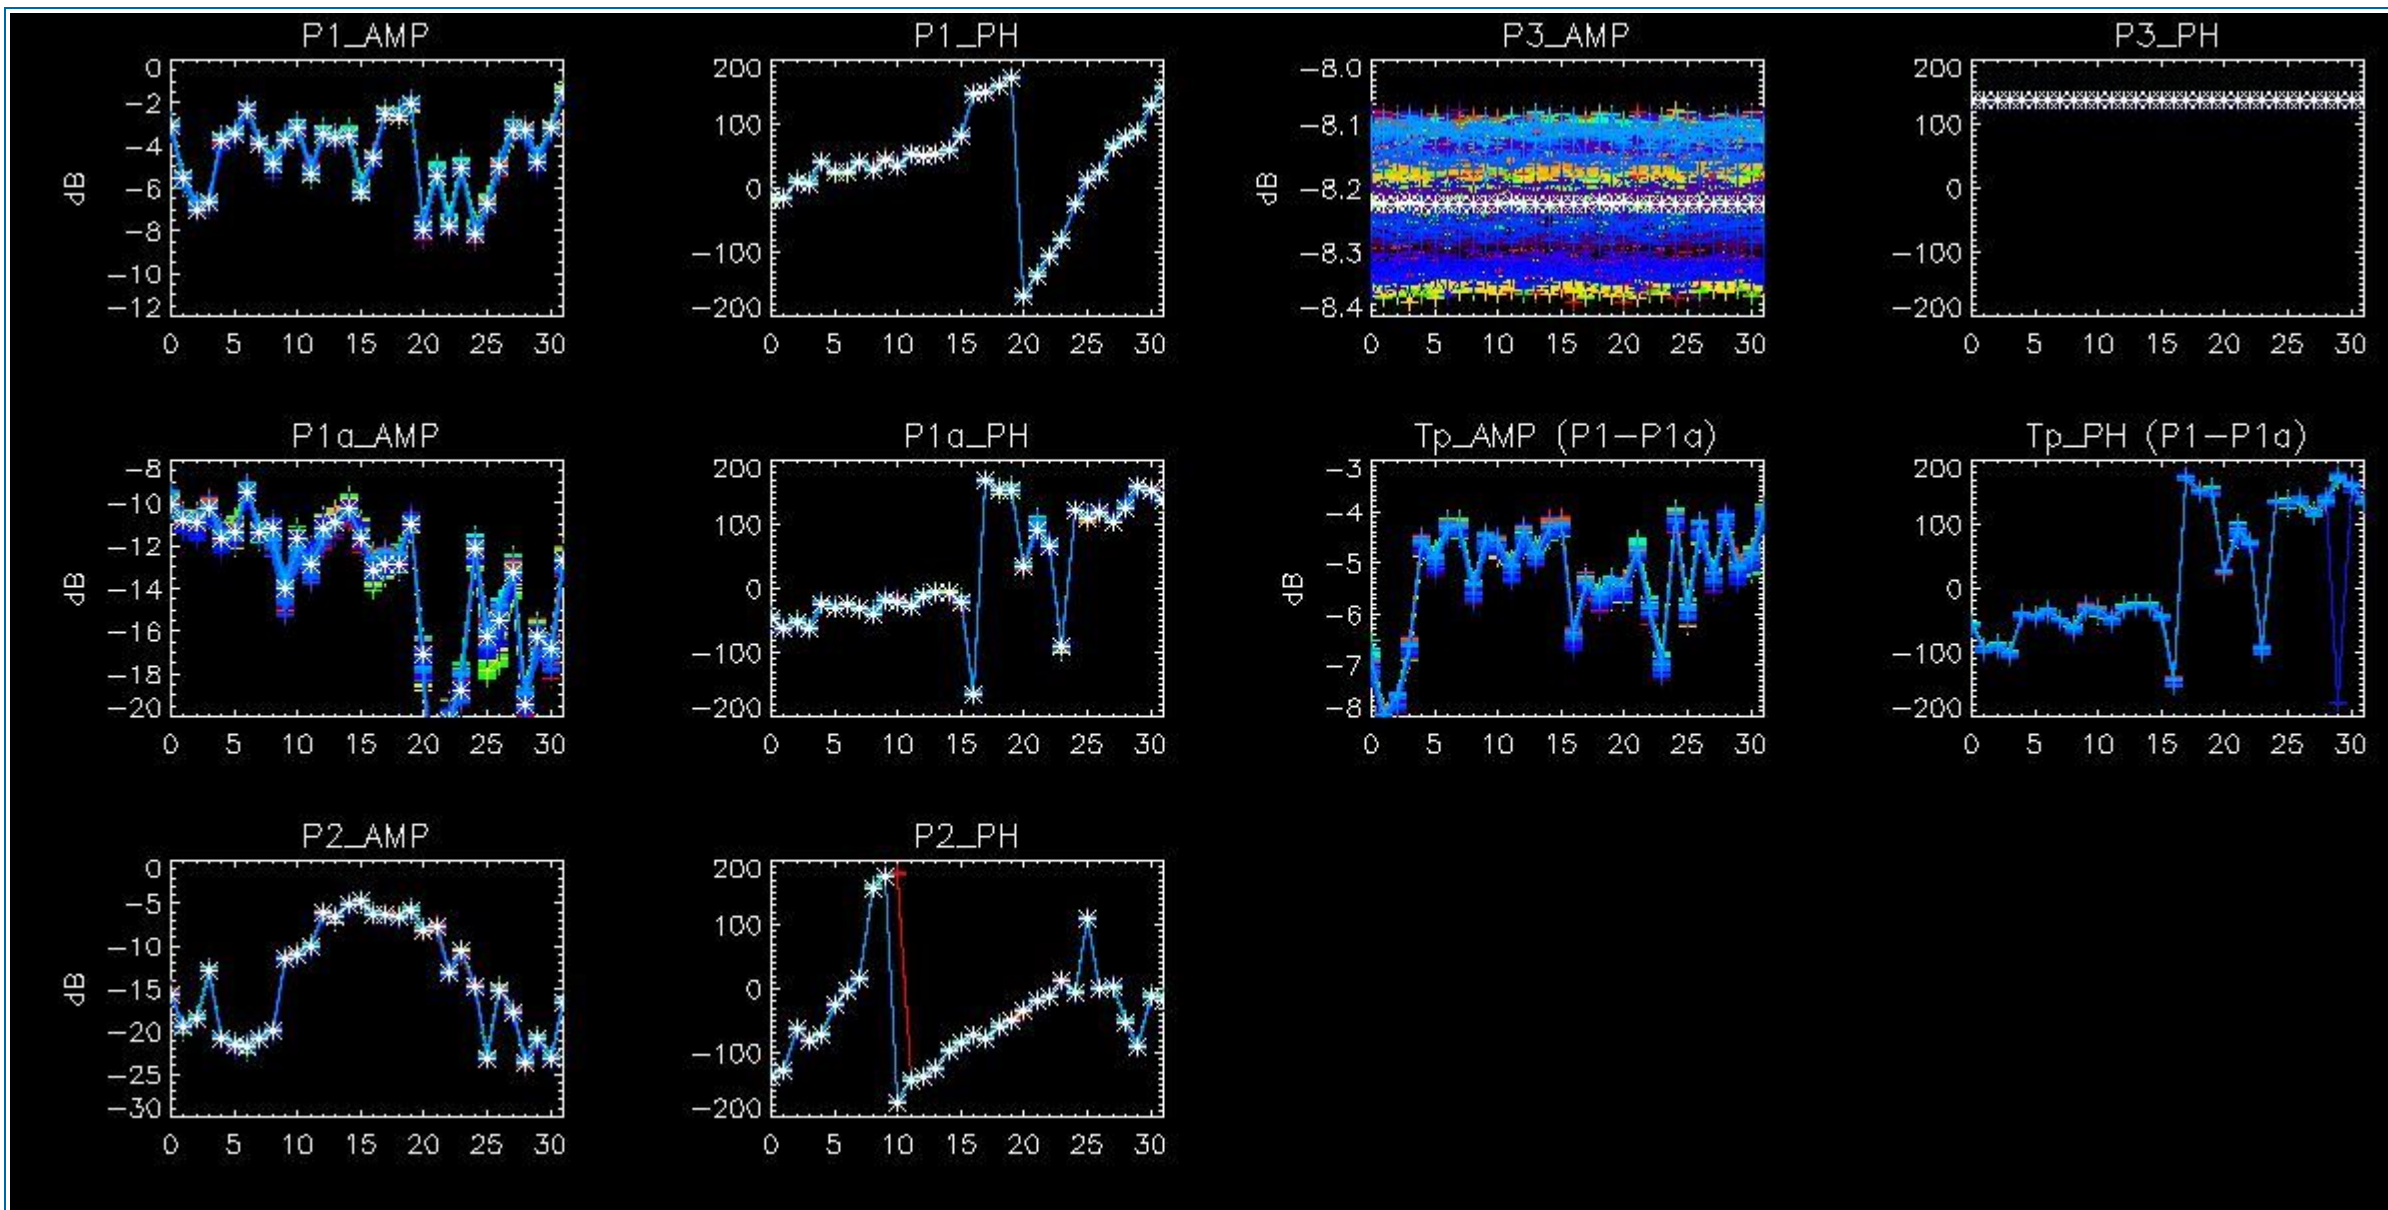 P1_AMP P1_PH P3_AMP P3_PH
0 200 −8.0 200
−2
−4 100 −8.1 100
dB −6 0 dB −8.2 0
−8
−10 −100 −8.3 −100
−12 −200 −8.4 −200
0 5 10 15 20 25 30 0 5 10 15 20 25 30 0 5 10 15 20 25 30 0 5 10 15 20 25 30
P1a_AMP P1a_PH Tp_AMP (P1−P1a) Tp_PH (P1−P1a)
−8 200 −3 200
−10 100 −4 100
−12
dB −14 0 dB −5 0
−16 −100 −6 −100
−18 −7
−20 −200 −8 −200
0 5 10 15 20 25 30 0 5 10 15 20 25 30 0 5 10 15 20 25 30 0 5 10 15 20 25 30
P2_AMP P2_PH
0 200
−5 100
−10
dB −15 0
−20 −100
−25
−30 −200
0 5 10 15 20 25 30 0 5 10 15 20 25 30